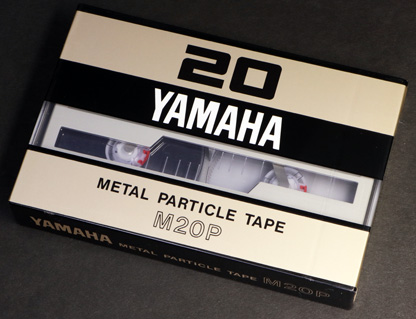 20
YAMAHA
METAL PARTICLE TAPE
M20P
YAMAHA METAL PARTICLE TAPE M20P